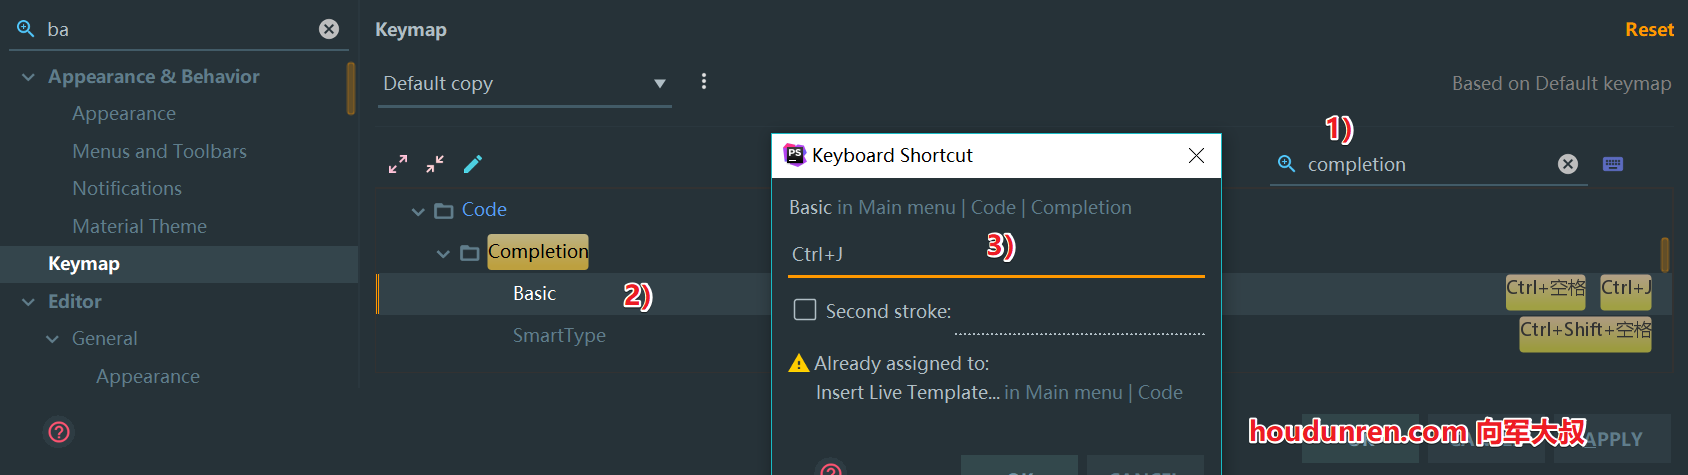 ba
Appearance & Behavior
Appearance
Menus and Toolbars
Notifications
Material Theme
Keymap
Editor
General
Appearance
Keymap
Reset
Default copy
Based on Default keymap
1)
completion
Code
Completion
Basic
2)
Ctrl+空格
Ctrl+J
SmartType
Ctrl+Shift+空格
PS
Keyboard Shortcut
Basic in Main menu | Code | Completion
Ctrl+J
3)
Second stroke:
Already assigned to:
Insert Live Template... in Main menu | Code
OK
CANCEL
houdunren.com 向军大叔
APPLY